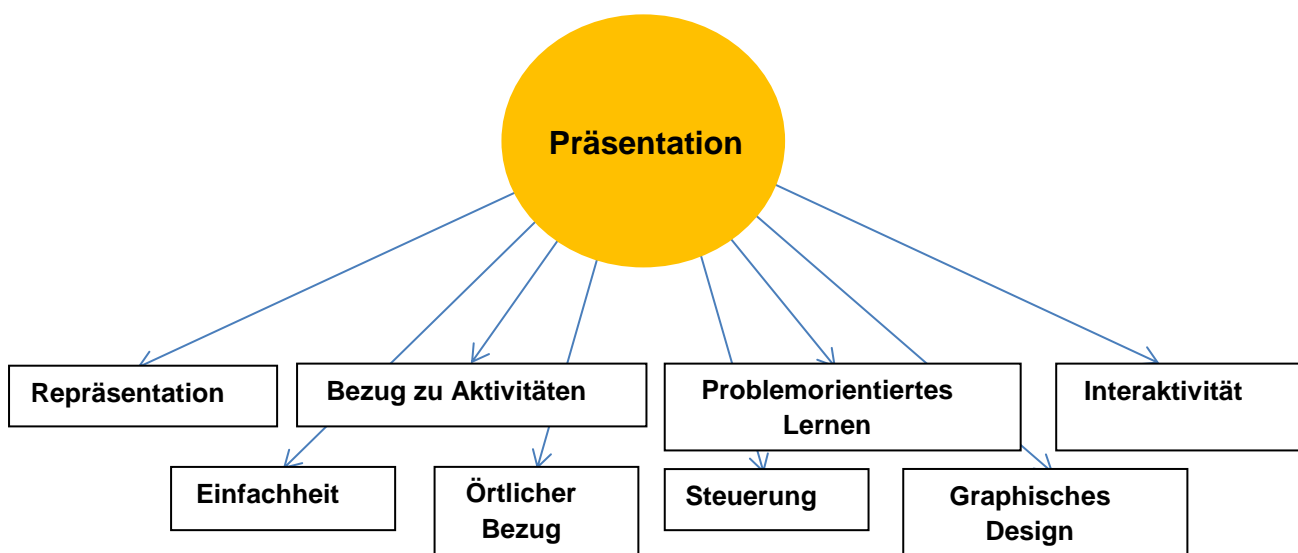 Präsentation
Repräsentation
Bezug zu Aktivitäten
Problemorientiertes
Lernen
Interaktivität
Einfachheit
Örtlicher
Bezug
Steuerung
Graphisches
Design